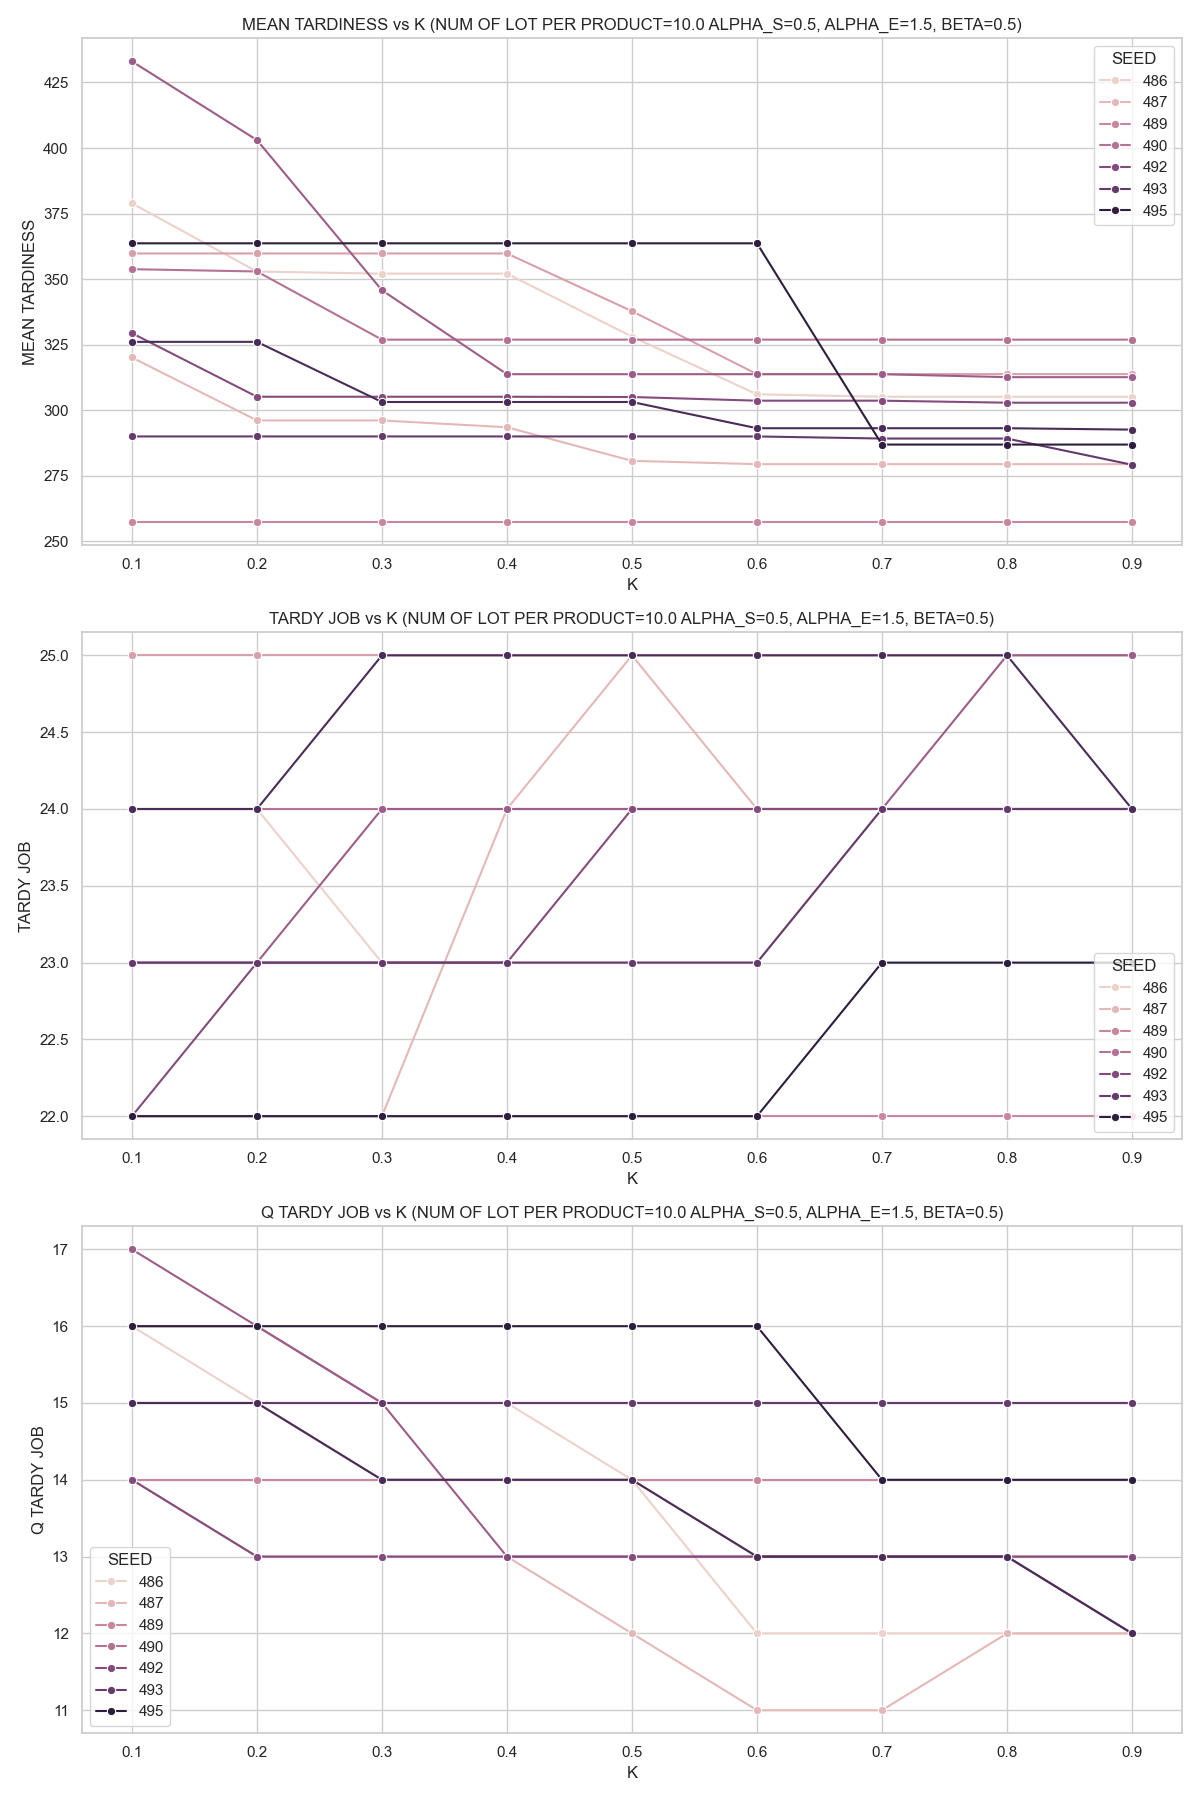 MEAN TARDINESS vs K (NUM OF LOT PER PRODUCT=10.0 ALPHA_S=0.5, ALPHA_E=1.5, BETA=0.5)
MEAN TARDINESS
425
400
375
350
325
300
275
250
0.1 0.2 0.3 0.4 0.5 0.6 0.7 0.8 0.9
K
SEED
486
487
489
490
492
493
495
TARDY JOB vs K (NUM OF LOT PER PRODUCT=10.0 ALPHA_S=0.5, ALPHA_E=1.5, BETA=0.5)
TARDY JOB
25.0
24.5
24.0
23.5
23.0
22.5
22.0
0.1 0.2 0.3 0.4 0.5 0.6 0.7 0.8 0.9
K
SEED
486
487
489
490
492
493
495
Q TARDY JOB vs K (NUM OF LOT PER PRODUCT=10.0 ALPHA_S=0.5, ALPHA_E=1.5, BETA=0.5)
Q TARDY JOB
17
16
15
14
13
12
11
0.1 0.2 0.3 0.4 0.5 0.6 0.7 0.8 0.9
K
SEED
486
487
489
490
492
493
495